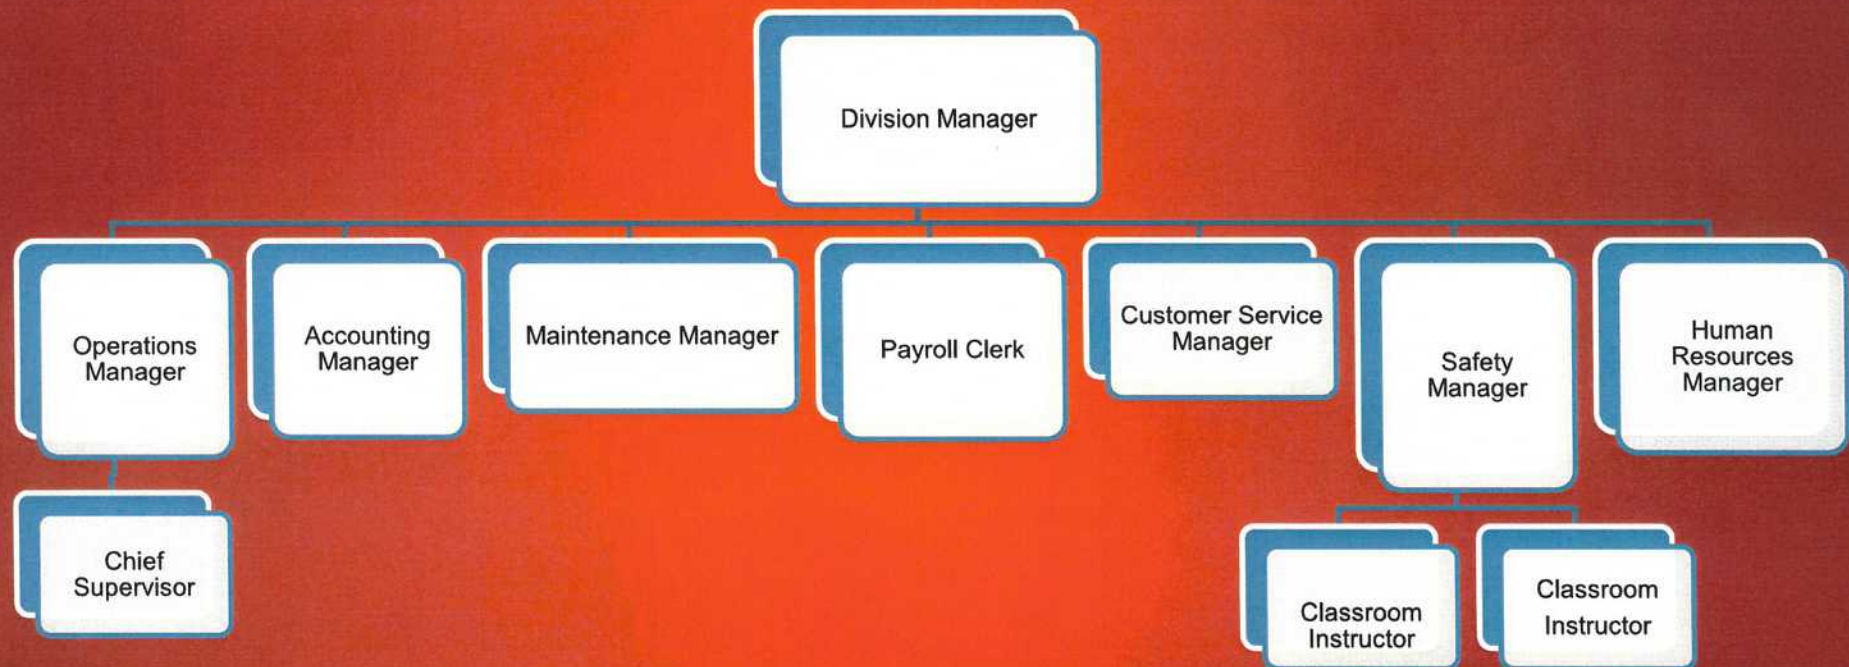 Division Manager
Operations
Manager
Accounting
Manager
Maintenance Manager
Payroll Clerk
Customer Service
Manager
Safety
Manager
Human
Resources
Manager
Chief
Supervisor
Classroom
Instructor
Classroom
Instructor